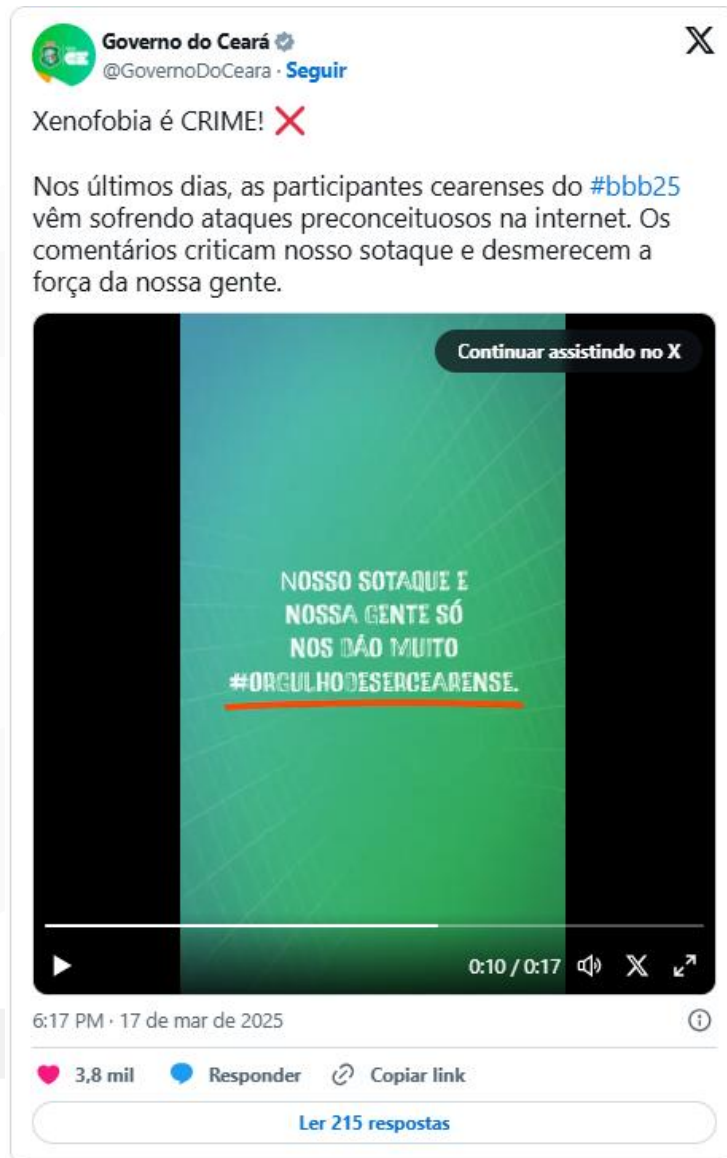 Governo do Ceará
@GovernoDoCeara · Seguir
Xenofobia é CRIME! ❌
Nos últimos dias, as participantes cearenses do #bbb25
vêm sofrendo ataques preconceituosos na internet. Os
comentários criticam nosso sotaque e desmerecem a
força da nossa gente.
Continuar assistindo no X
NOSSO SOTAQUE E
NOSSA GENTE SÓ
NOS DÃO MUITO
#ORGULHODESERCEARENSE.
0:10 / 0:17
6:17 PM · 17 de mar de 2025
3,8 mil Responder Copiar link
Ler 215 respostas